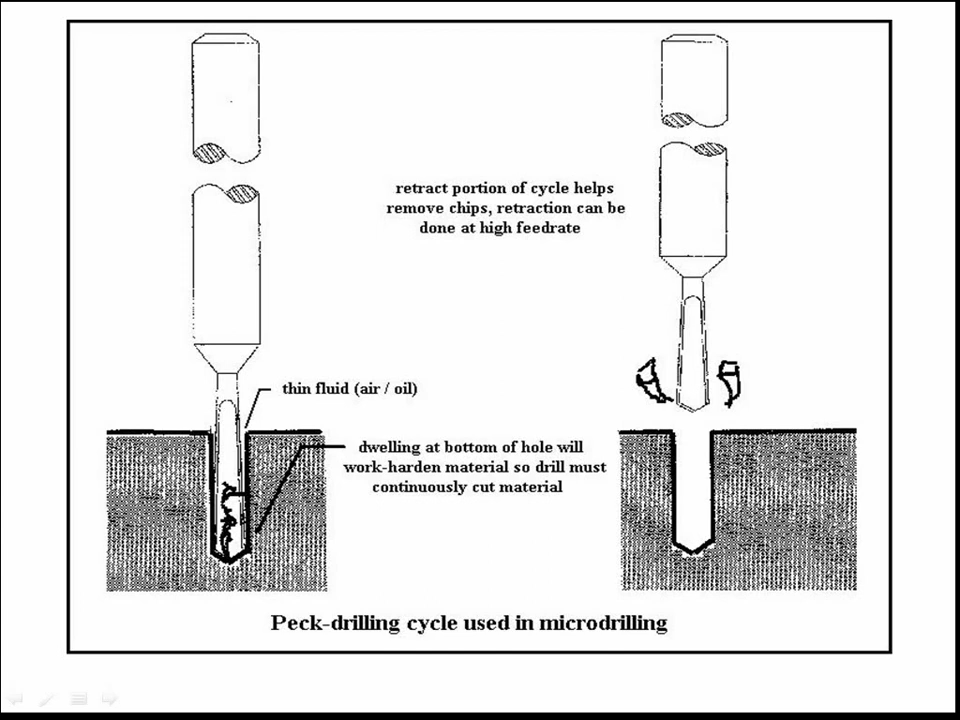 retract portion of cycle helps
remove chips, retraction can be
done at high feedrate
thin fluid (air / oil)
dwelling at bottom of hole will
work-harden material so drill must
continuously cut material
Peck-drilling cycle used in microdrilling